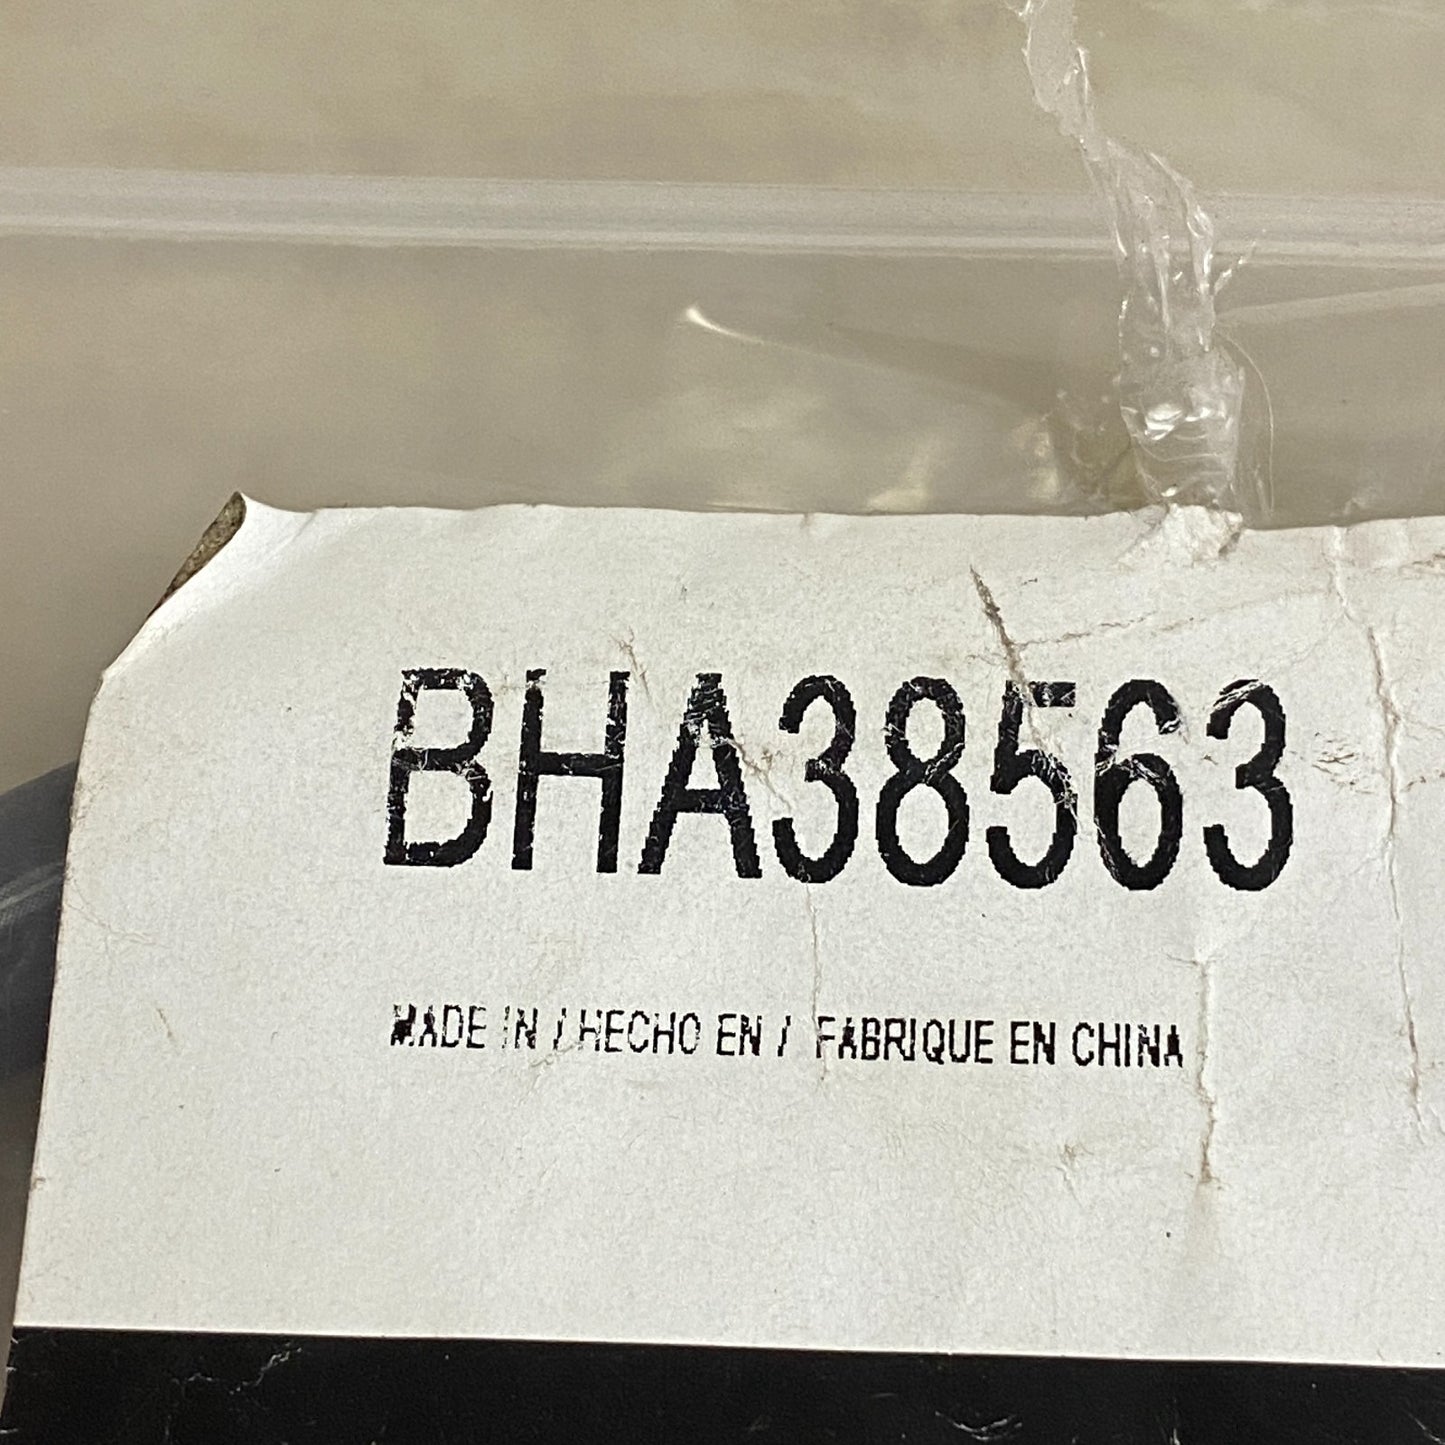 BHA38563
MADE IN / HECHO EN / FABRIQUE EN CHINA